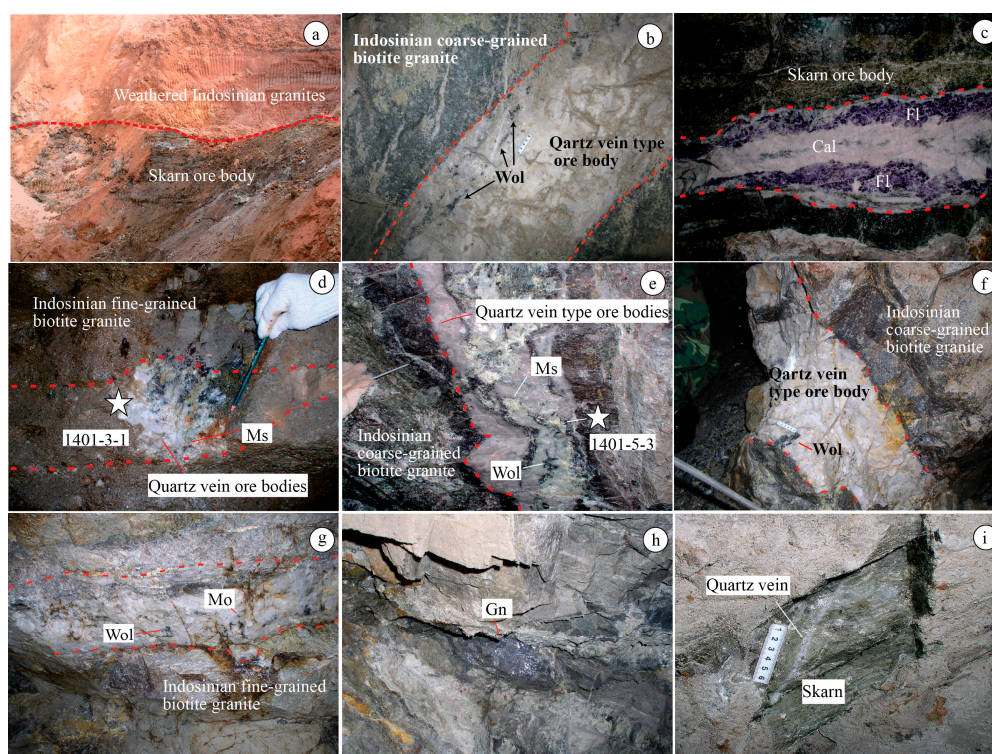 a
Weathered Indosinian granites
Skarn ore body
b
Indosinian coarse-grained
biotite granite
Qartz vein type
ore body
Wol
c
Skarn ore body
Fl
Cal
Fl
d
Indosinian fine-grained
biotite granite
1401-3-1
Ms
Quartz vein ore bodies
e
Quartz vein type ore bodies
Ms
1401-5-3
Indosinian
coarse-grained
biotite granite
Wol
f
Indosinian
coarse-grained
biotite granite
Qartz vein
type ore body
Wol
g
Mo
Wol
Indosinian fine-grained
biotite granite
h
Gn
i
Quartz vein
1 2 3 4 5 6
Skarn